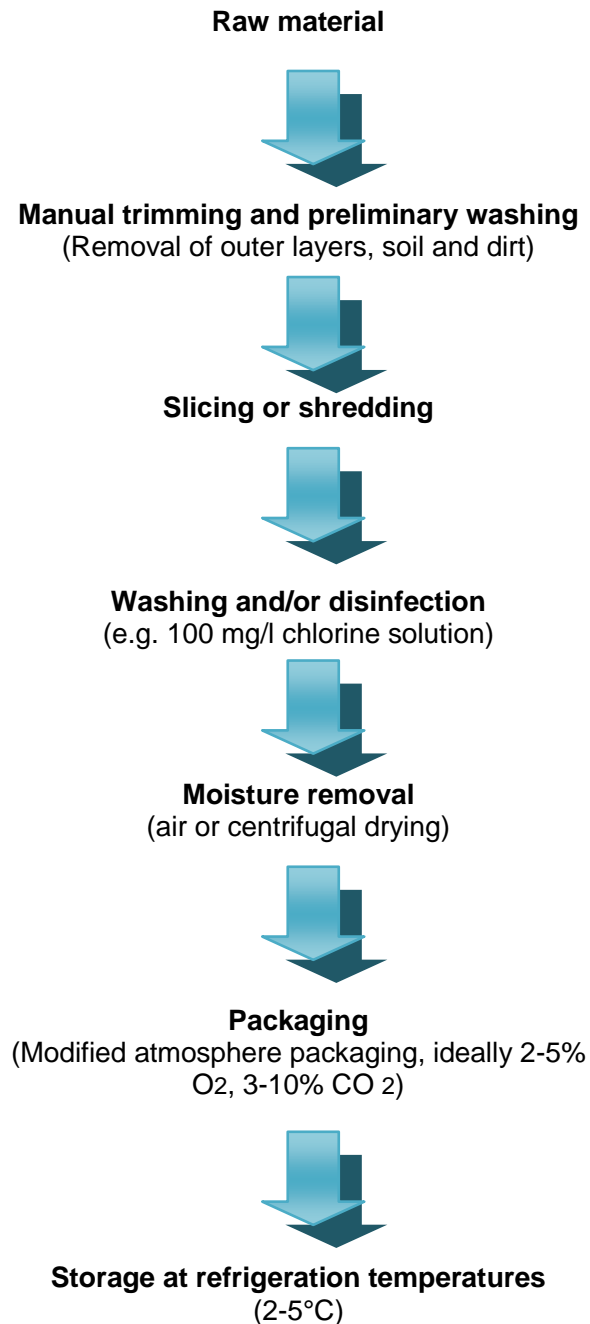 Raw material
Manual trimming and preliminary washing
(Removal of outer layers, soil and dirt)
Slicing or shredding
Washing and/or disinfection
(e.g. 100 mg/l chlorine solution)
Moisture removal
(air or centrifugal drying)
Packaging
(Modified atmosphere packaging, ideally 2-5%
O2, 3-10% CO 2)
Storage at refrigeration temperatures
(2-5°C)